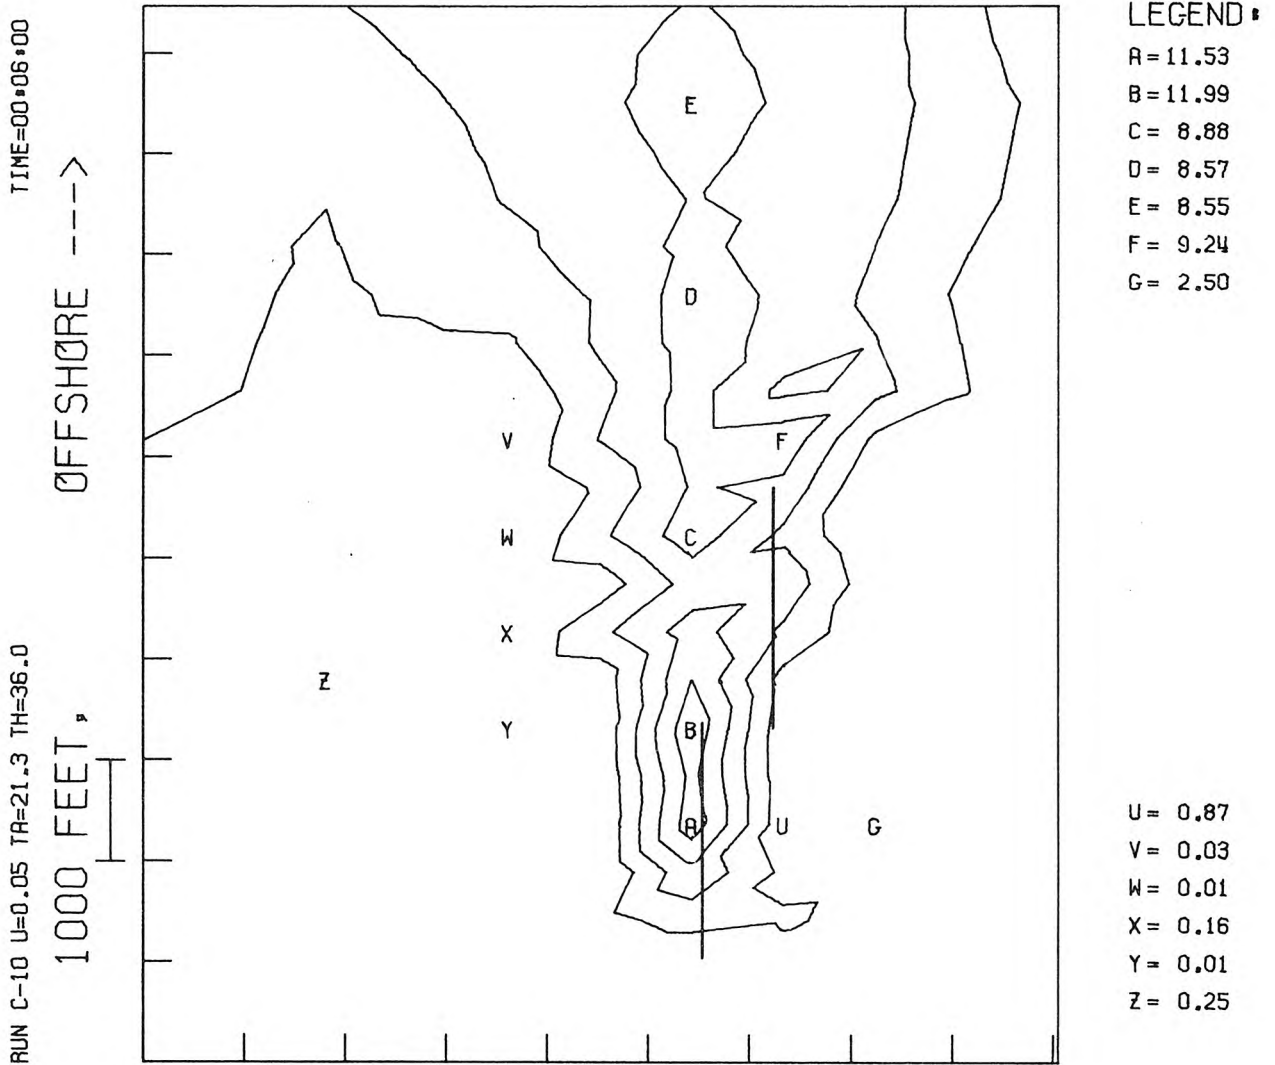 TIME=00:06:00
OFFSHORE --->
RUN C-10 U=0.05 TA=21.3 TH=36.0
1000 FEET,
E
D
V
F
W
C
X
Z
Y
B
A
U
G
LEGEND:
A=11.53
B=11.99
C= 8.88
D= 8.57
E= 8.55
F= 9.24
G= 2.50
U= 0.87
V= 0.03
W= 0.01
X= 0.16
Y= 0.01
Z= 0.25